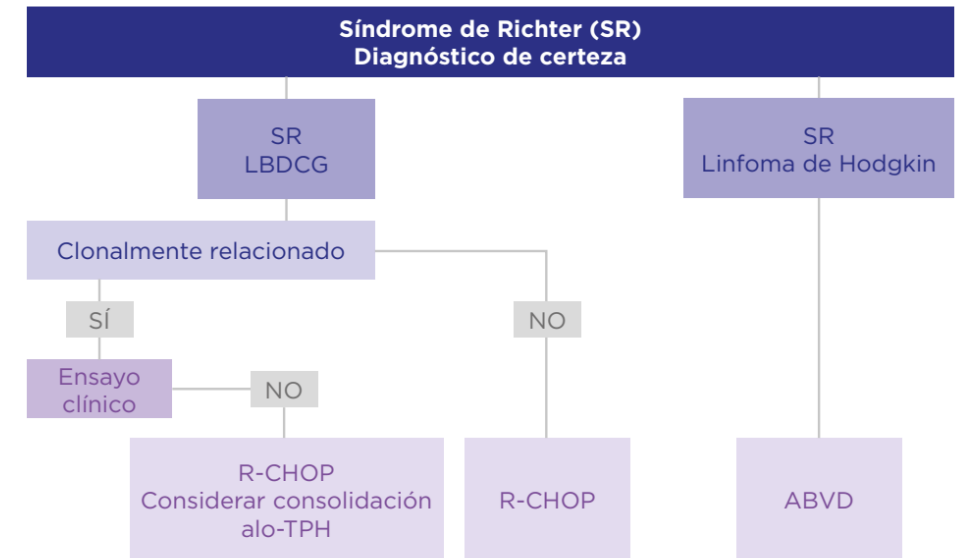 Síndrome de Richter (SR)
Diagnóstico de certeza
SR
LBDCG
SR
Linfoma de Hodgkin
Clonalmente relacionado
SÍ
NO
Ensayo
clínico
NO
R-CHOP
Considerar consolidación
alo-TPH
R-CHOP
ABVD